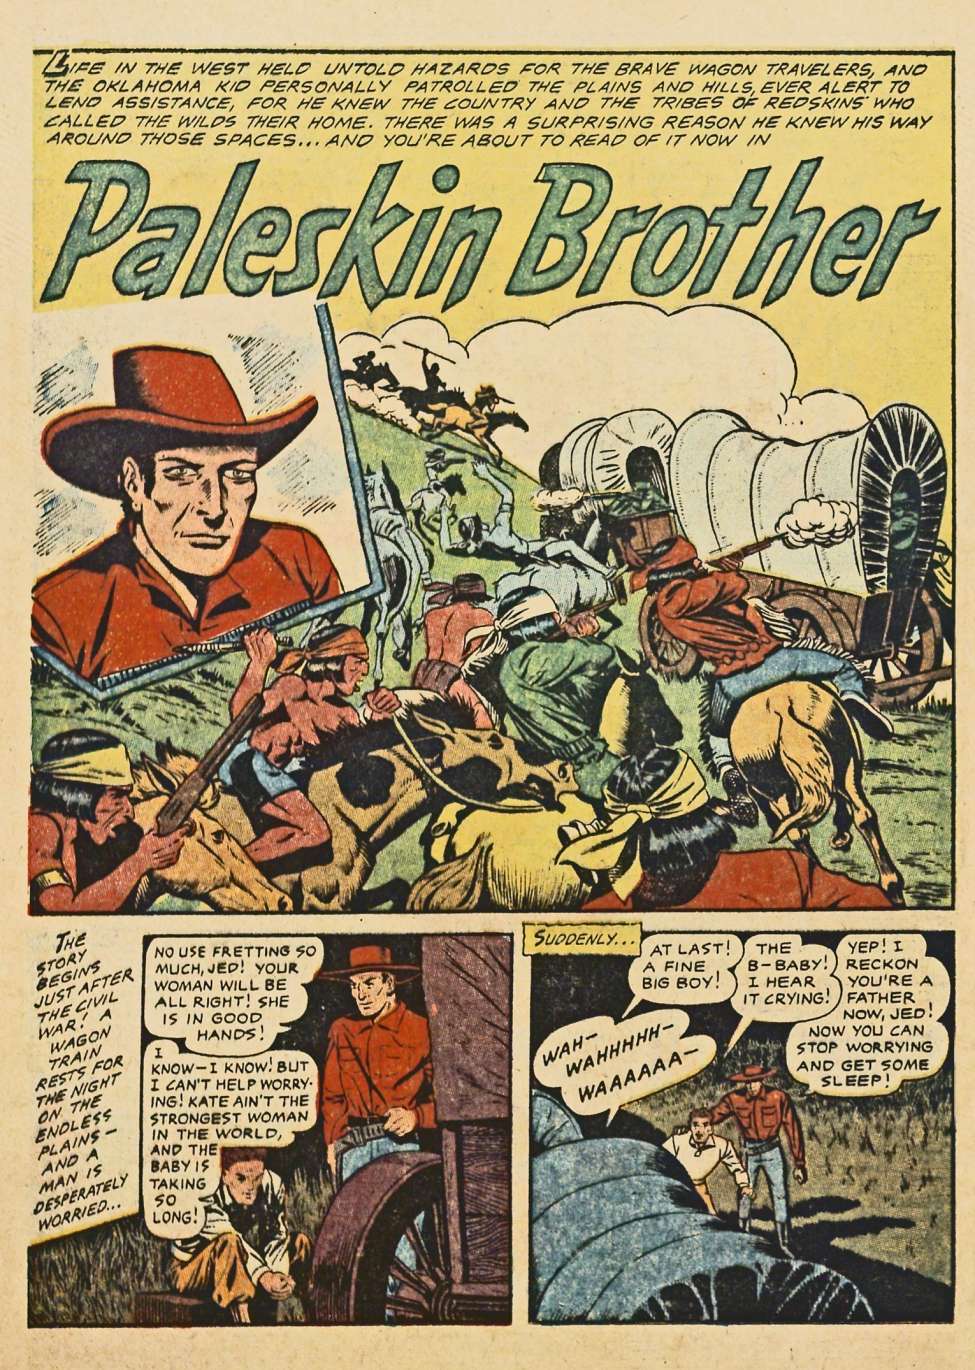 LIFE IN THE WEST HELD UNTOLD HAZARDS FOR THE BRAVE WAGON TRAVELERS, AND
THE OKLAHOMA KID PERSONALLY PATROLLED THE PLAINS AND HILLS, EVER ALERT TO
LEND ASSISTANCE, FOR HE KNEW THE COUNTRY AND THE TRIBES OF REDSKINS WHO
CALLED THE WILDS THEIR HOME. THERE WAS A SURPRISING REASON HE KNEW HIS WAY
AROUND THOSE SPACES... AND YOU'RE ABOUT TO READ OF IT NOW IN
Paleskin Brother
THE
STORY
BEGINS
JUST AFTER
THE CIVIL
WAR! A
WAGON
TRAIN
RESTS FOR
THE NIGHT
ON THE
ENDLESS
PLAINS—
AND A
MAN IS
DESPERATELY
WORRIED...
NO USE FRETTING SO
MUCH, JED! YOUR
WOMAN WILL BE
ALL RIGHT! SHE
IS IN GOOD
HANDS!
I
KNOW—I KNOW! BUT
I CAN'T HELP WORRY-
ING! KATE AIN'T THE
STRONGEST WOMAN
IN THE WORLD,
AND THE
BABY IS
TAKING
SO
LONG!
SUDDENLY...
WAH-
WAHHHHH-
WAAAAAA-
AT LAST!
A FINE
BIG BOY!
THE
B-BABY!
I HEAR
IT CRYING!
YEP! I
RECKON
YOU'RE A
FATHER
NOW, JED!
NOW YOU CAN
STOP WORRYING
AND GET SOME
SLEEP!